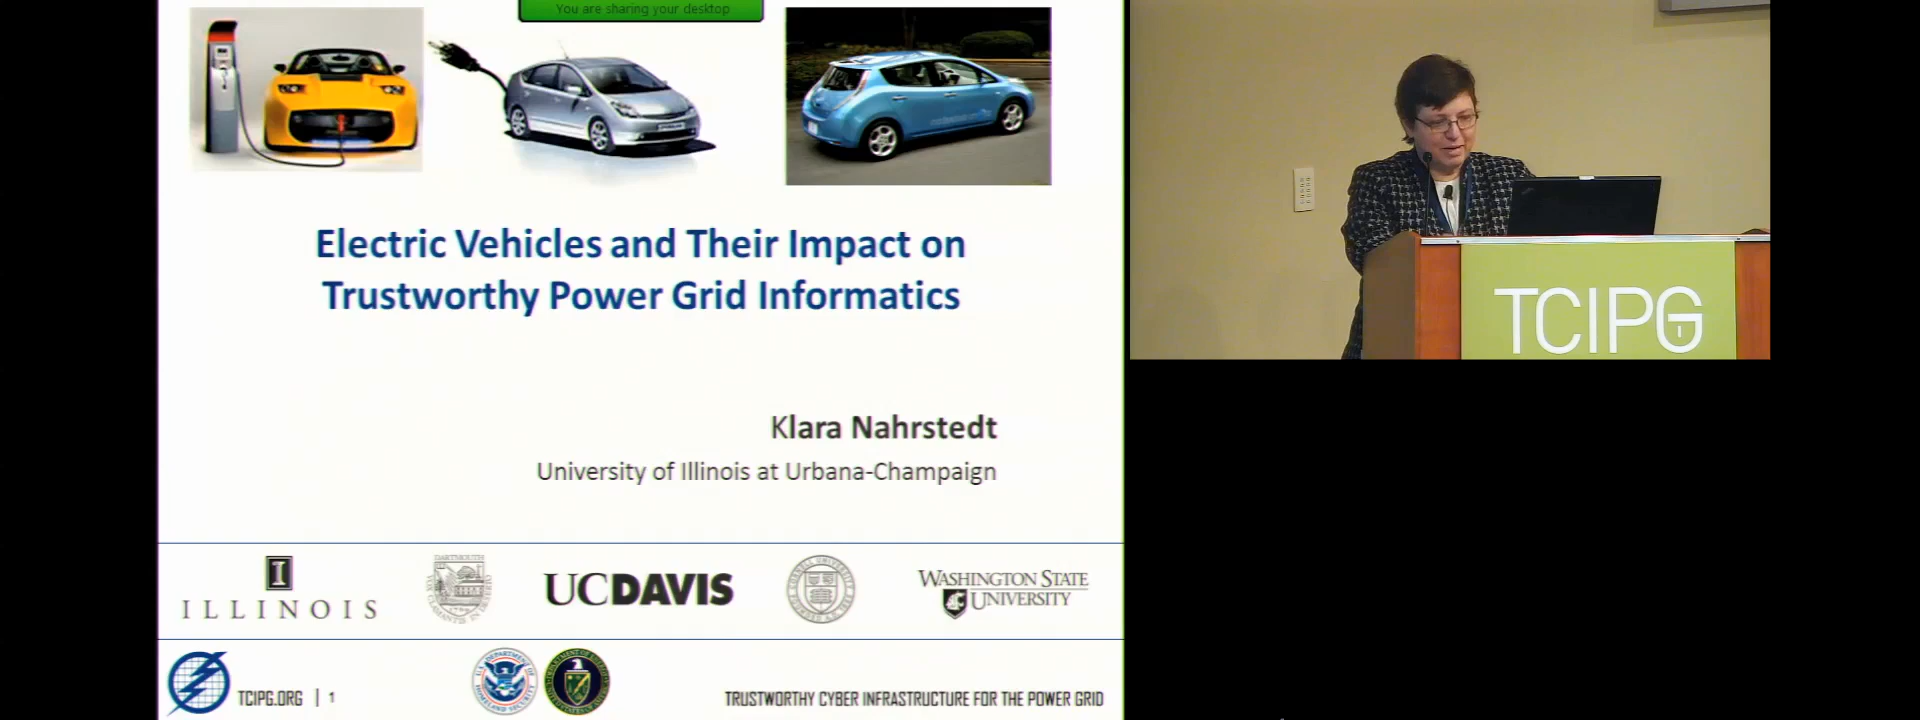 You are sharing your desktop
Electric Vehicles and Their Impact on
Trustworthy Power Grid Informatics
Klara Nahrstedt
University of Illinois at Urbana-Champaign
I
ILLINOIS
DARTMOUTH
UCDAVIS
WASHINGTON STATE
UNIVERSITY
TCIPG.ORG | 1
TRUSTWORTHY CYBER INFRASTRUCTURE FOR THE POWER GRID
TCIPG